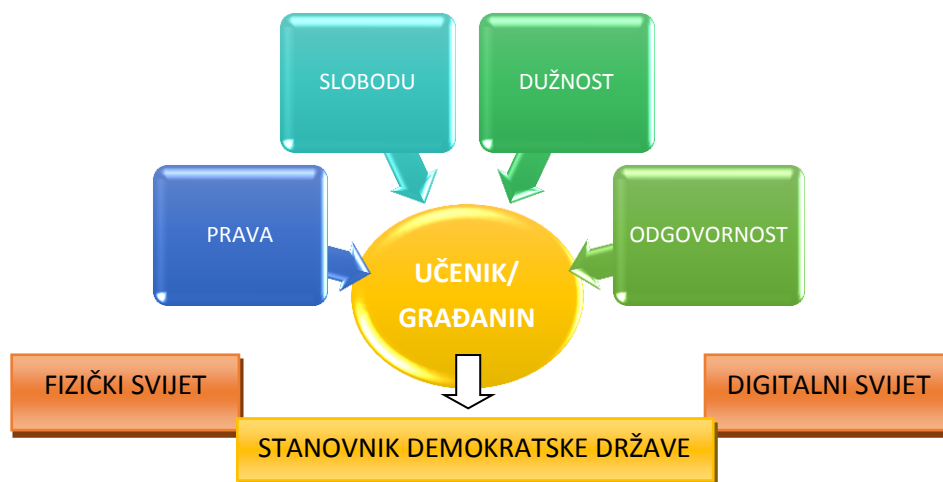 SLOBODU
DUŽNOST
PRAVA
ODGOVORNOST
UČENIK/
GRAĐANIN
FIZIČKI SVIJET
DIGITALNI SVIJET
STANOVNIK DEMOKRATSKE DRŽAVE